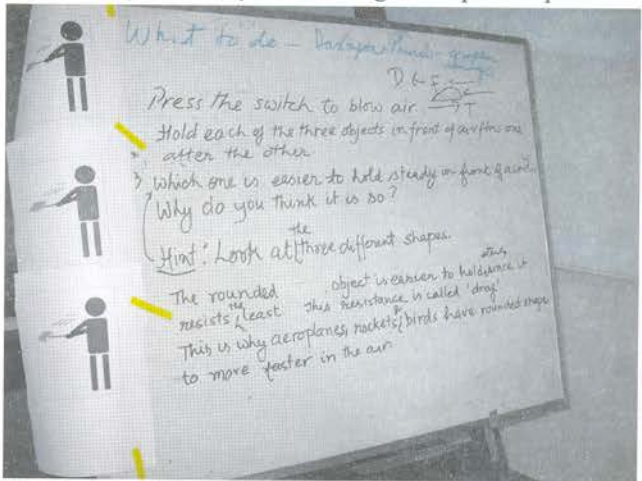 What to do –
D ← F ←
T
Press the switch to blow air.
Hold each of the three objects in front of airflow one
after the other.
Which one is easier to hold steady in front of wind.
Why do you think it is so?
Hint: Look at the three different shapes.
The rounded object is easier to hold since it
resists the least This resistance is called 'drag'
This is why aeroplanes, rockets & birds have rounded shape
to move faster in the air